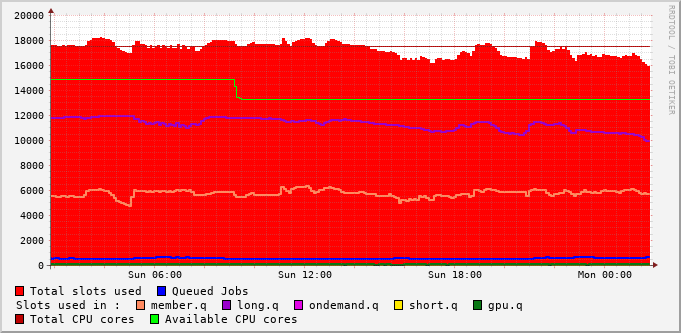 20000
18000
16000
14000
12000
10000
8000
6000
4000
2000
0
Sun 06:00 Sun 12:00 Sun 18:00 Mon 00:00
RRDTOOL / TOBI OETIKER
Total slots used Queued Jobs
Slots used in : member.q long.q ondemand.q short.q gpu.q
Total CPU cores Available CPU cores